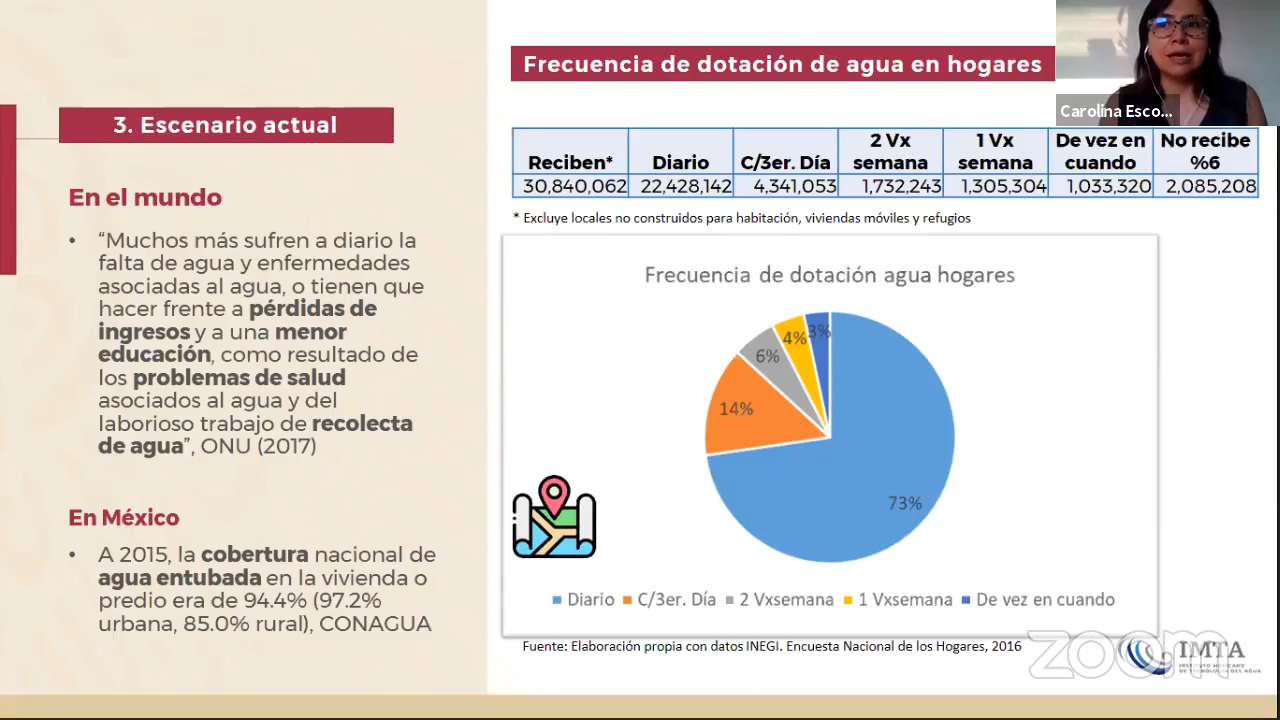 3. Escenario actual
En el mundo
• “Muchos más sufren a diario la
falta de agua y enfermedades
asociadas al agua, o tienen que
hacer frente a pérdidas de
ingresos y a una menor
educación, como resultado de
los problemas de salud
asociados al agua y del
laborioso trabajo de recolecta
de agua”, ONU (2017)
En México
• A 2015, la cobertura nacional de
agua entubada en la vivienda o
predio era de 94.4% (97.2%
urbana, 85.0% rural), CONAGUA
Frecuencia de dotación de agua en hogares
Carolina Esco...
Reciben* Diario C/3er. Día 2 Vx semana 1 Vx semana De vez en cuando No recibe %6
30,840,062 22,428,142 4,341,053 1,732,243 1,305,304 1,033,320 2,085,208
* Excluye locales no construidos para habitación, viviendas móviles y refugios
Frecuencia de dotación agua hogares
3%
4%
6%
14%
73%
Diario C/3er. Día 2 Vxsemana 1 Vxsemana De vez en cuando
Fuente: Elaboración propia con datos INEGI. Encuesta Nacional de los Hogares, 2016
zoom
IMTA
INSTITUTO MEXICANO
DE TECNOLOGÍA DEL AGUA